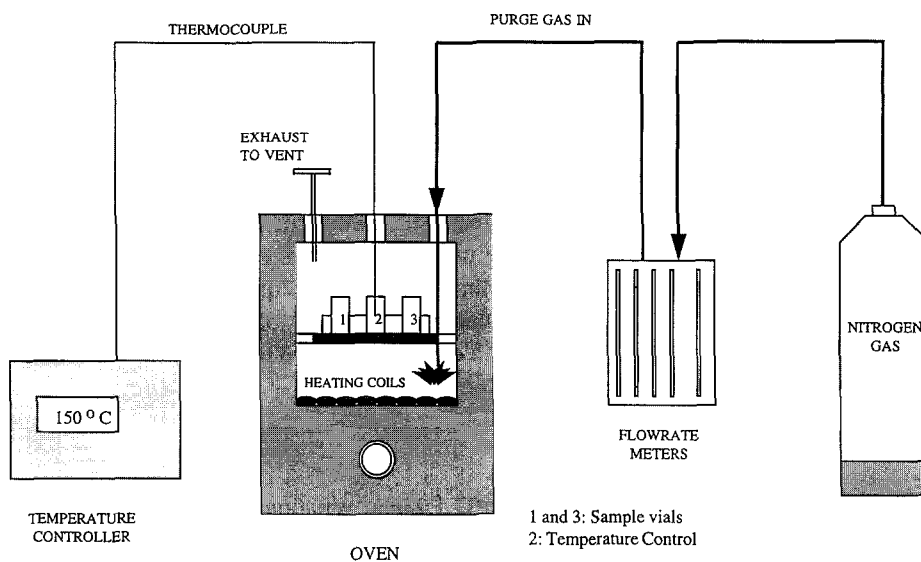 THERMOCOUPLE
PURGE GAS IN
EXHAUST
TO VENT
1 2 3
HEATING COILS
150 ° C
NITROGEN
GAS
FLOWRATE
METERS
TEMPERATURE
CONTROLLER
OVEN
1 and 3: Sample vials
2: Temperature Control